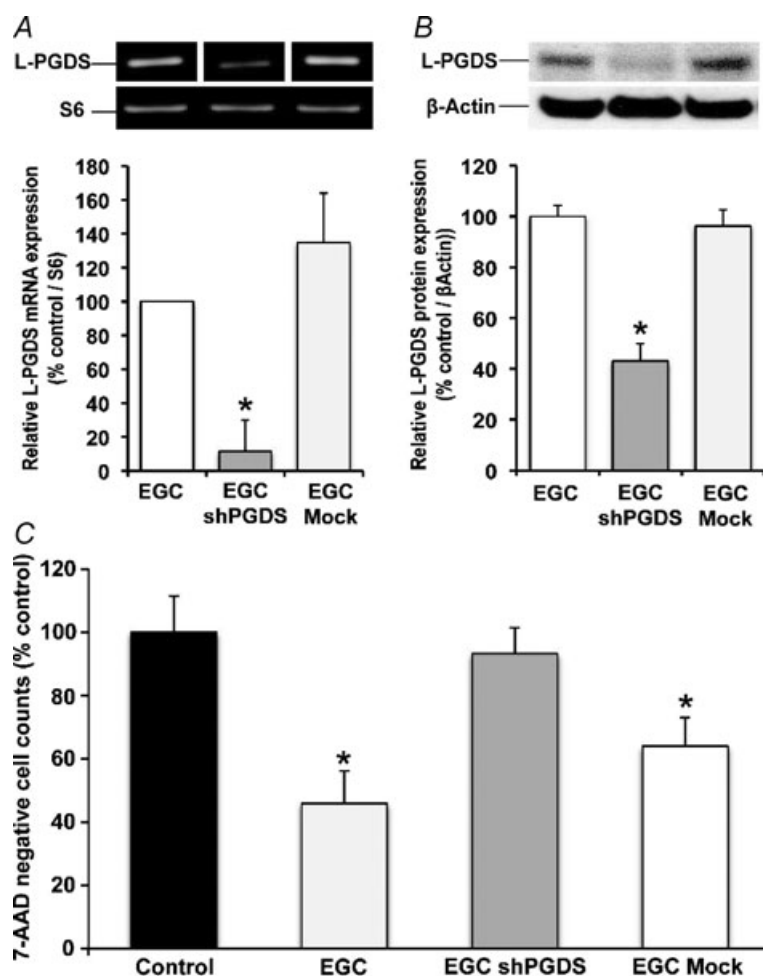 A
L-PGDS
S6
Relative L-PGDS mRNA expression
(% control / S6)
180
160
140
120
100
80
60
40
20
0
*
EGC
EGC
shPGDS
EGC
Mock
B
L-PGDS
β-Actin
Relative L-PGDS protein expression
(% control / βActin))
120
100
80
60
40
20
0
*
EGC
EGC
shPGDS
EGC
Mock
C
7-AAD negative cell counts (% control)
120
100
80
60
40
20
0
*
*
Control
EGC
EGC shPGDS
EGC Mock